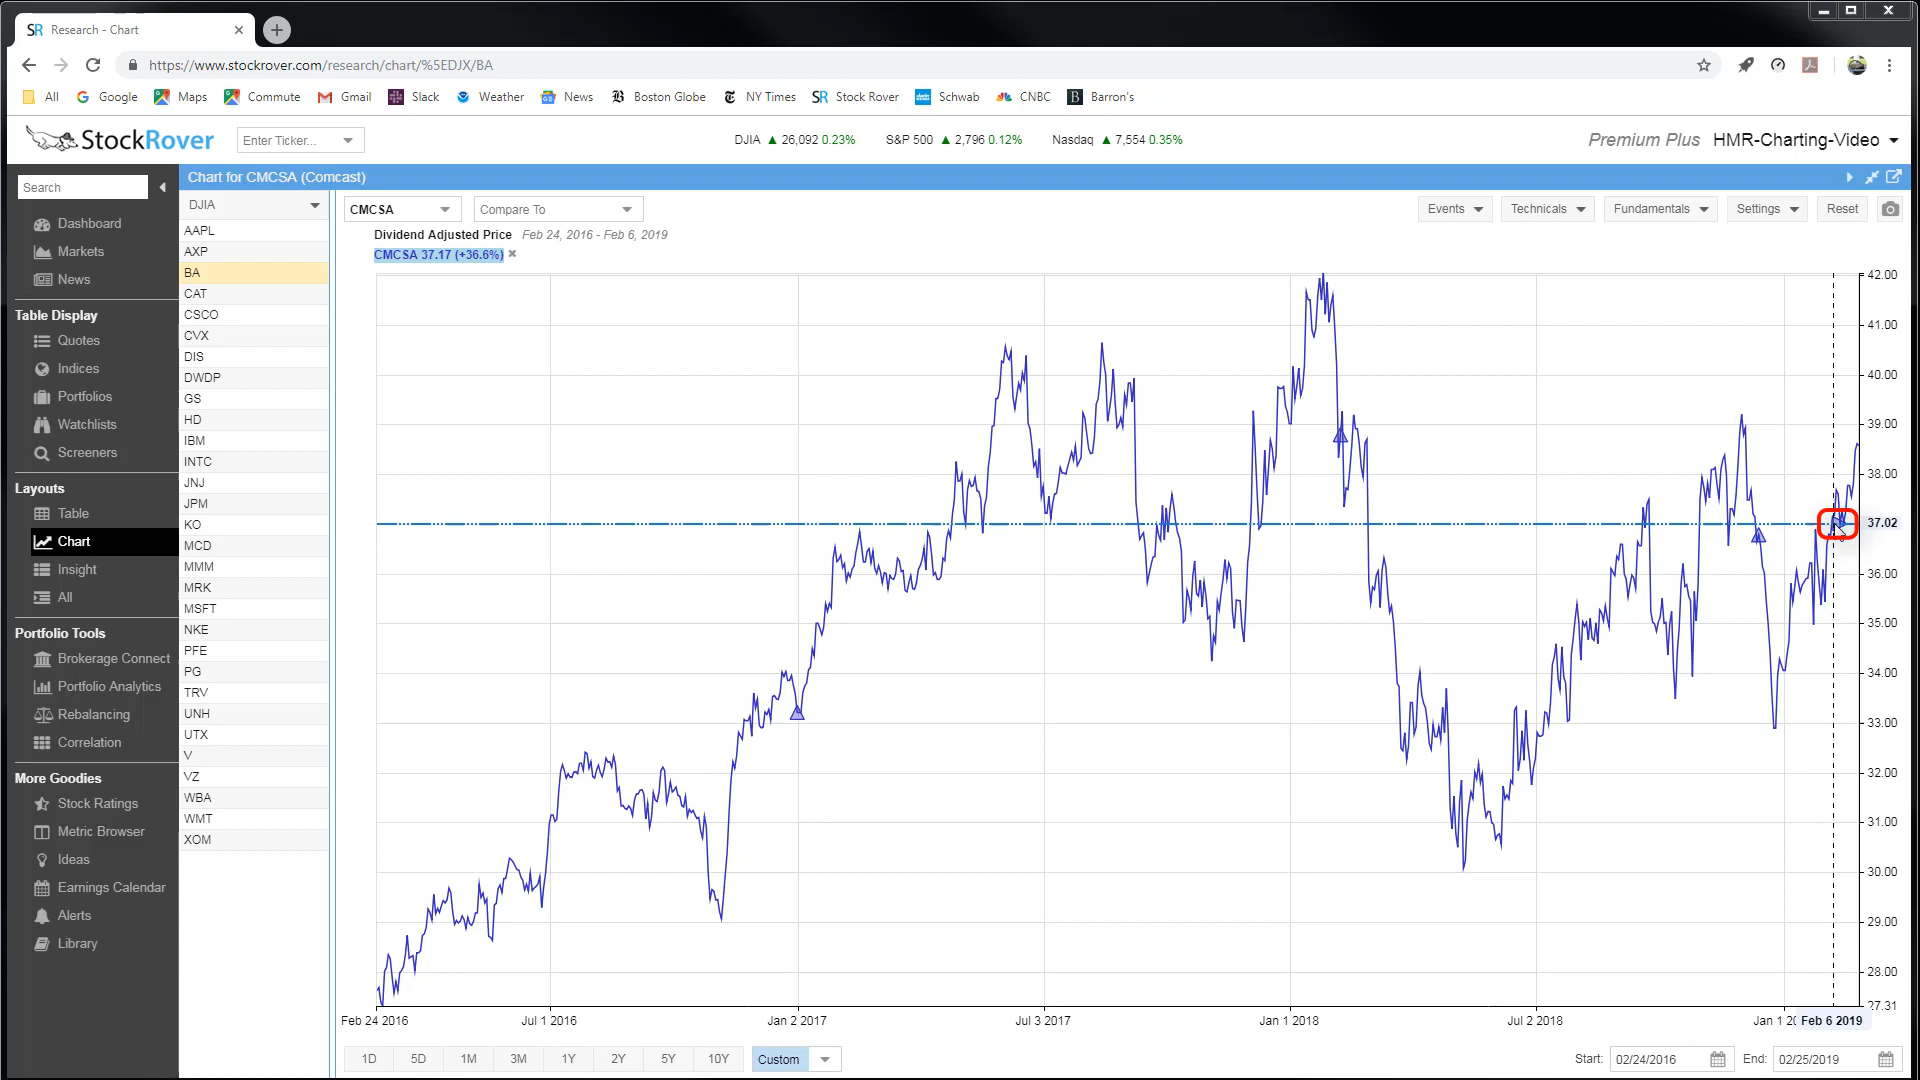 SR Research - Chart
https://www.stockrover.com/research/chart/%5EDJX/BA
All Google Maps Commute Gmail Slack Weather News Boston Globe NY Times SR Stock Rover Schwab CNBC B Barron's
StockRover Enter Ticker... DJIA ▲ 26,092 0.23% S&P 500 ▲ 2,796 0.12% Nasdaq ▲ 7,554 0.35% Premium Plus HMR-Charting-Video
Search
Dashboard
Markets
News
Table Display
Quotes
Indices
Portfolios
Watchlists
Screeners
Layouts
Table
Chart
Insight
All
Portfolio Tools
Brokerage Connect
Portfolio Analytics
Rebalancing
Correlation
More Goodies
Stock Ratings
Metric Browser
Ideas
Earnings Calendar
Alerts
Library
Chart for CMCSA (Comcast)
DJIA
AAPL
AXP
BA
CAT
CSCO
CVX
DIS
DWDP
GS
HD
IBM
INTC
JNJ
JPM
KO
MCD
MMM
MRK
MSFT
NKE
PFE
PG
TRV
UNH
UTX
V
VZ
WBA
WMT
XOM
CMCSA Compare To Events Technicals Fundamentals Settings Reset
Dividend Adjusted Price Feb 24, 2016 - Feb 6, 2019
CMCSA 37.17 (+36.6%)
42.00
41.00
40.00
39.00
38.00
37.02
36.00
35.00
34.00
33.00
32.00
31.00
30.00
29.00
28.00
27.31
Feb 24 2016 Jul 1 2016 Jan 2 2017 Jul 3 2017 Jan 1 2018 Jul 2 2018 Jan 1 20 Feb 6 2019
1D 5D 1M 3M 1Y 2Y 5Y 10Y Custom Start: 02/24/2016 End: 02/25/2019